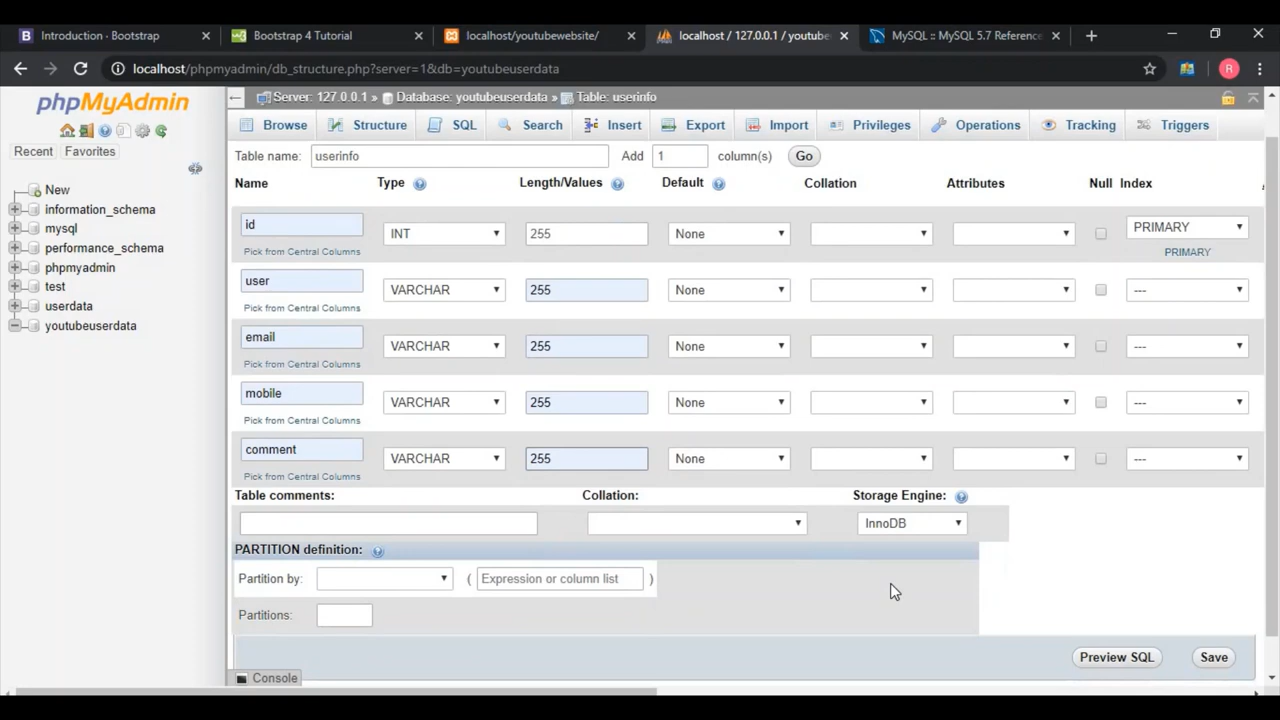 Introduction · Bootstrap
Bootstrap 4 Tutorial
localhost/youtubewebsite/
localhost / 127.0.0.1 / youtube
MySQL :: MySQL 5.7 Reference
localhost/phpmyadmin/db_structure.php?server=1&db=youtubeuserdata
R
phpMyAdmin
Recent Favorites
New
information_schema
mysql
performance_schema
phpmyadmin
test
userdata
youtubeuserdata
Server: 127.0.0.1 » Database: youtubeuserdata » Table: userinfo
Browse Structure SQL Search Insert Export Import Privileges Operations Tracking Triggers
Table name: userinfo Add 1 column(s) Go
Name Type Length/Values Default Collation Attributes Null Index
id INT 255 None PRIMARY
Pick from Central Columns PRIMARY
user VARCHAR 255 None ---
Pick from Central Columns
email VARCHAR 255 None ---
Pick from Central Columns
mobile VARCHAR 255 None ---
Pick from Central Columns
comment VARCHAR 255 None ---
Pick from Central Columns
Table comments: Collation: Storage Engine:
InnoDB
PARTITION definition:
Partition by: ( Expression or column list )
Partitions:
Preview SQL Save
Console